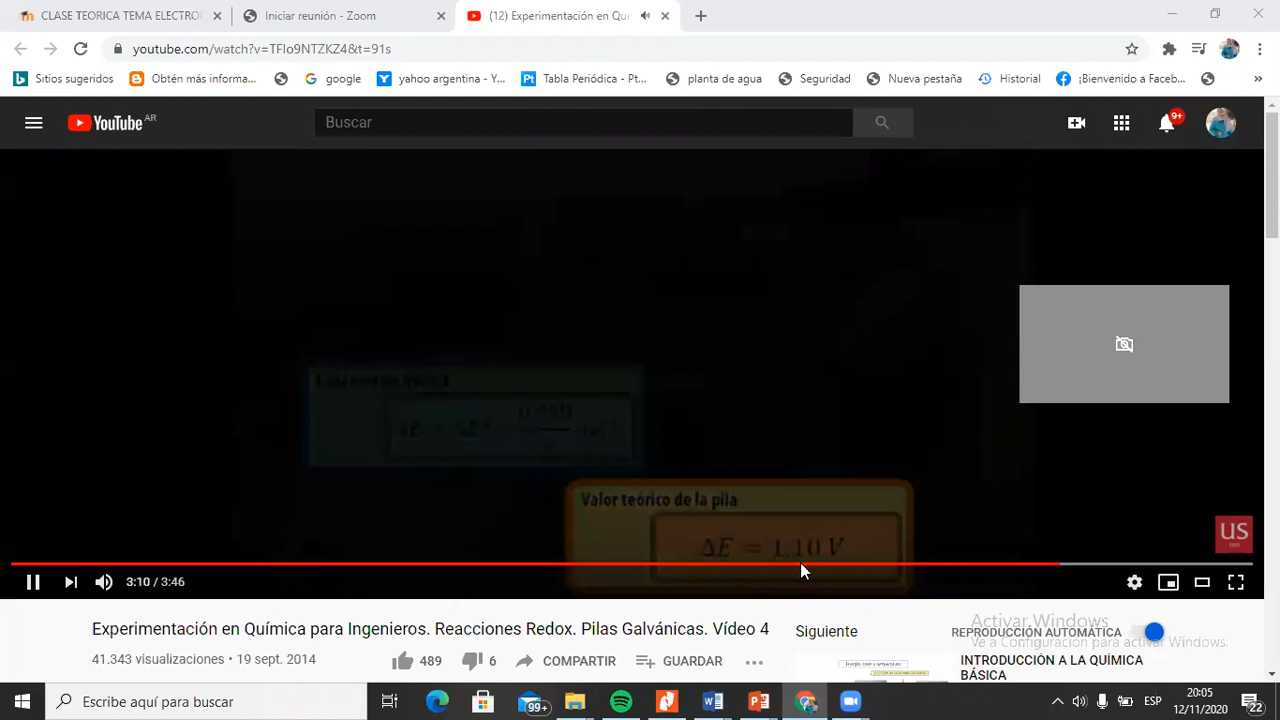 CLASE TEORICA TEMA ELECTRO
Iniciar reunión - Zoom
(12) Experimentación en Qu
youtube.com/watch?v=TFIo9NTZKZ4&t=91s
Sitios sugeridos
Obtén más informa...
google
yahoo argentina - Y...
Tabla Periódica - Pt...
planta de agua
Seguridad
Nueva pestaña
Historial
¡Bienvenido a Faceb...
»
YouTube AR
Buscar
9+
Valor teórico de la pila
ΔE = 1.10 V
US
3:10 / 3:46
Experimentación en Química para Ingenieros. Reacciones Redox. Pilas Galvánicas. Vídeo 4
41.343 visualizaciones • 19 sept. 2014
489
6
COMPARTIR
GUARDAR
Siguiente
REPRODUCCIÓN AUTOMÁTICA
Activar Windows
Ve a Configuración para activar Windows.
INTRODUCCIÓN A LA QUÍMICA
BÁSICA
Escribe aquí para buscar
99+
ESP
20:05
12/11/2020
22